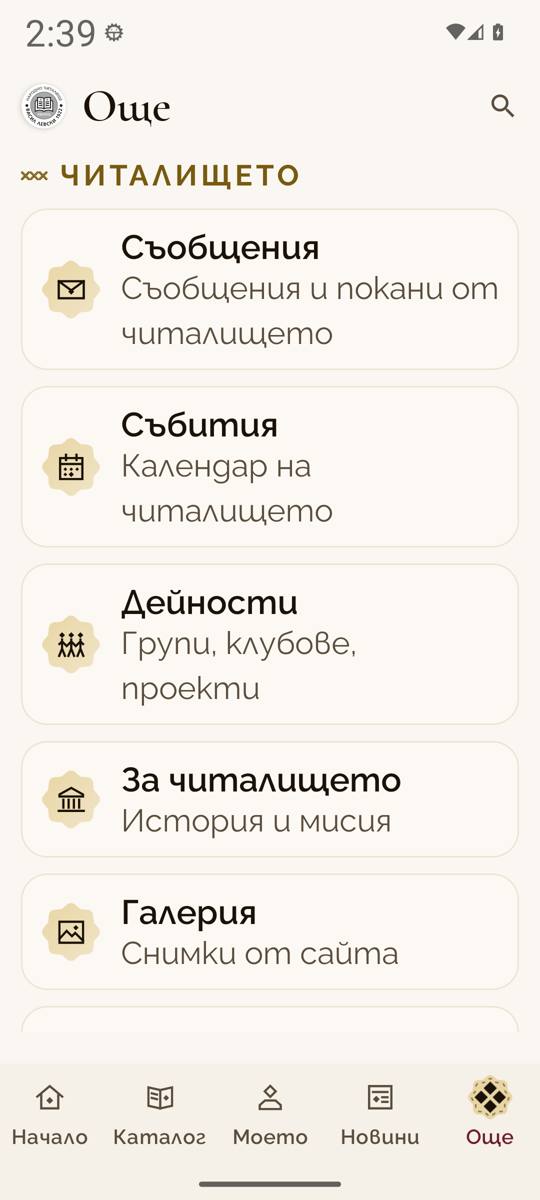 2:39
Още
ЧИТАЛИЩЕТО
Съобщения
Съобщения и покани от
читалището
Събития
Календар на
читалището
Дейности
Групи, клубове,
проекти
За читалището
История и мисия
Галерия
Снимки от сайта
Начало
Каталог
Моето
Новини
Още